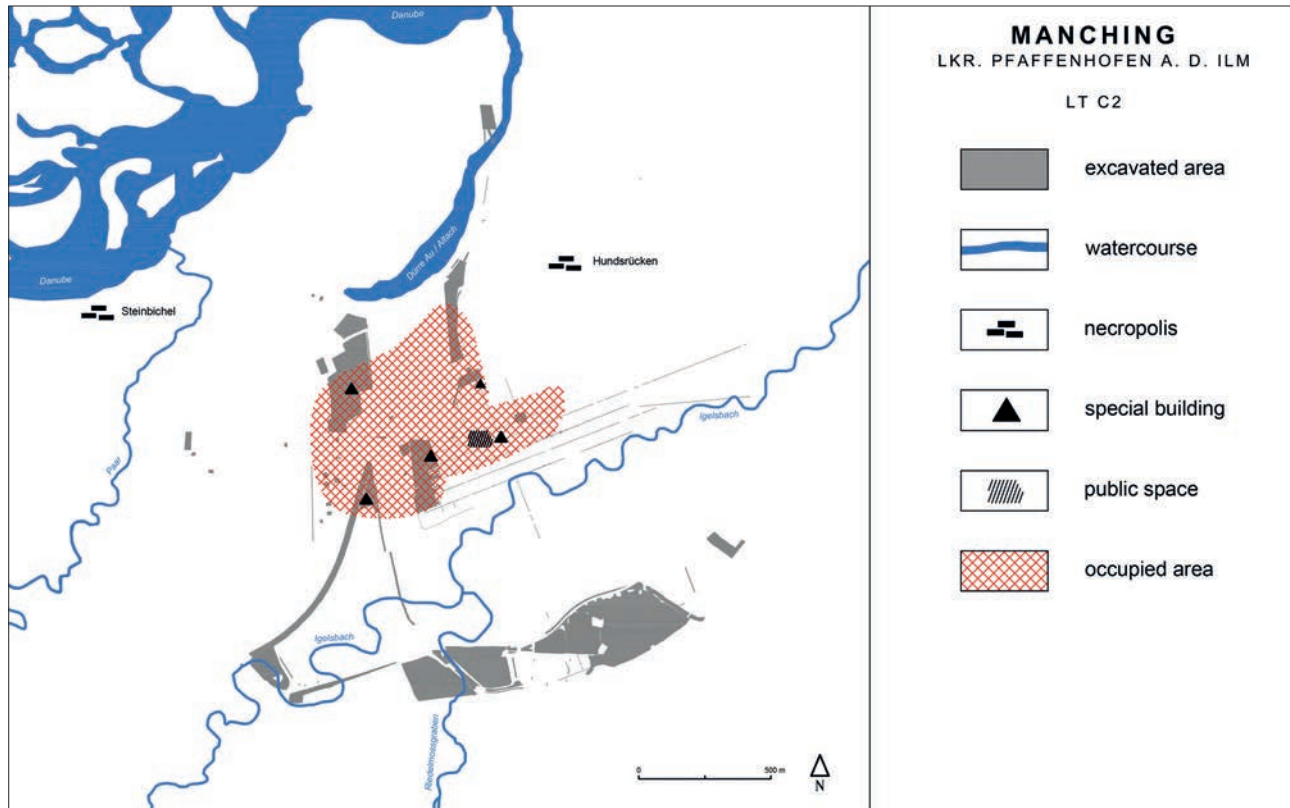 Danube
Dürre Au / Altach
Hundsrücken
Danube
Steinbichel
Igelsbach
Paar
Igelsbach
Riedelmoosgraben
0
500 m
N
MANCHING
LKR. PFAFFENHOFEN A. D. ILM
LT C2
excavated area
watercourse
necropolis
special building
public space
occupied area